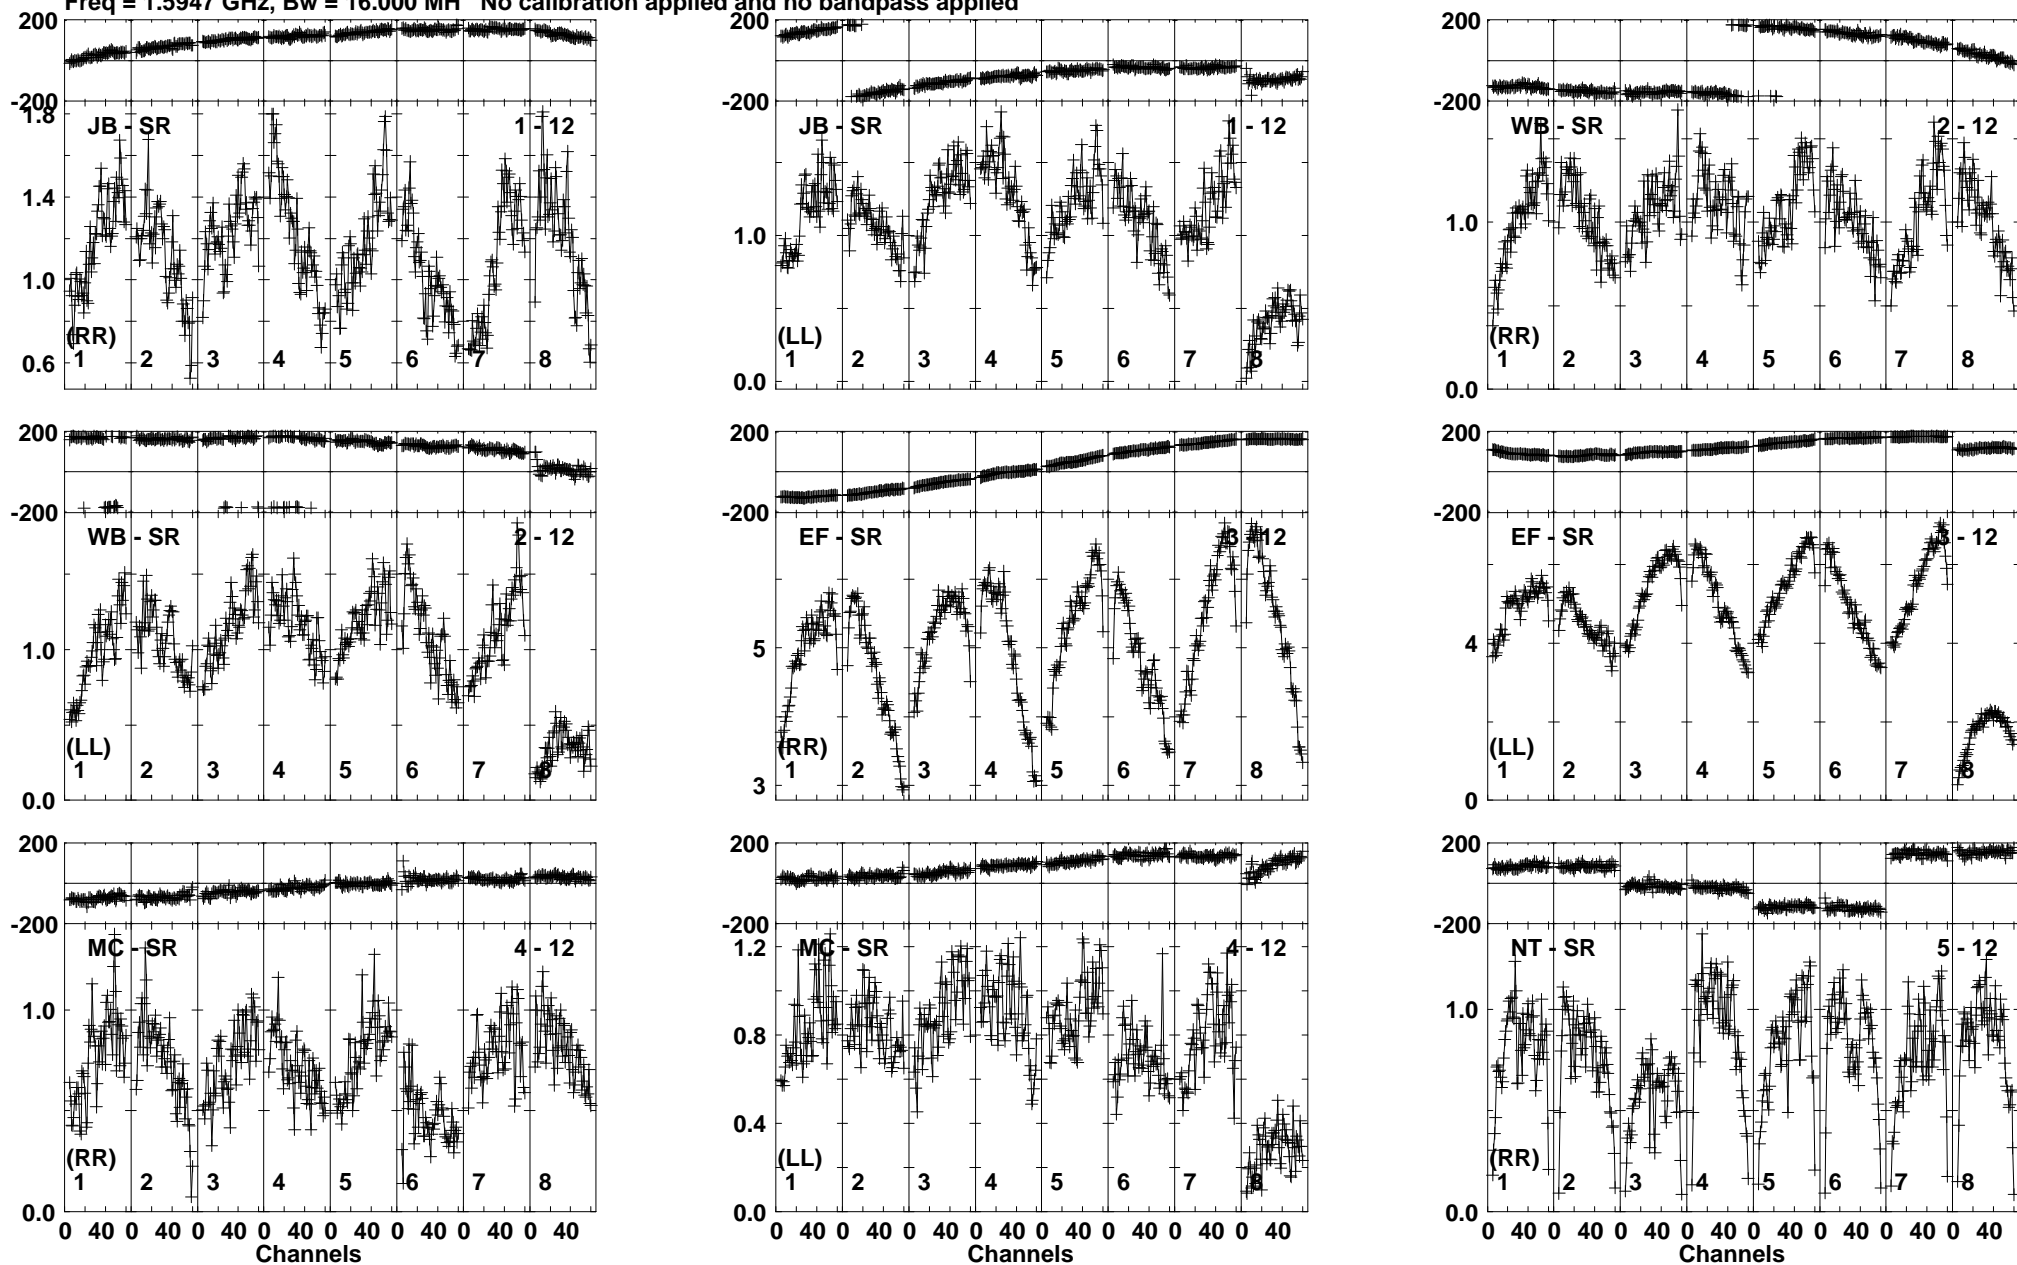 Freq = 1.5947 GHz, Bw = 16.000 MH   No calibration applied and no bandpass applied
200
-200
1.8
1.4
1.0
0.6
JB - SR
1 - 12
(RR)
1 2 3 4 5 6 7 8
200
-200
1.0
0.0
JB - SR
1 - 12
(LL)
1 2 3 4 5 6 7 8
200
-200
1.0
0.0
WB - SR
2 - 12
(RR)
1 2 3 4 5 6 7 8
200
-200
1.0
0.0
WB - SR
2 - 12
(LL)
1 2 3 4 5 6 7 8
200
-200
5
3
EF - SR
3 - 12
(RR)
1 2 3 4 5 6 7 8
200
-200
4
0
EF - SR
3 - 12
(LL)
1 2 3 4 5 6 7 8
200
-200
1.0
0.0
MC - SR
4 - 12
(RR)
1 2 3 4 5 6 7 8
0 40 0 40 0 40 0 40 0 40 0 40 0 40 0 40
Channels
200
-200
1.2
0.8
0.4
0.0
MC - SR
4 - 12
(LL)
1 2 3 4 5 6 7 8
0 40 0 40 0 40 0 40 0 40 0 40 0 40 0 40
Channels
200
-200
1.0
0.0
NT - SR
5 - 12
(RR)
1 2 3 4 5 6 7 8
0 40 0 40 0 40 0 40 0 40 0 40 0 40 0 40
Channels